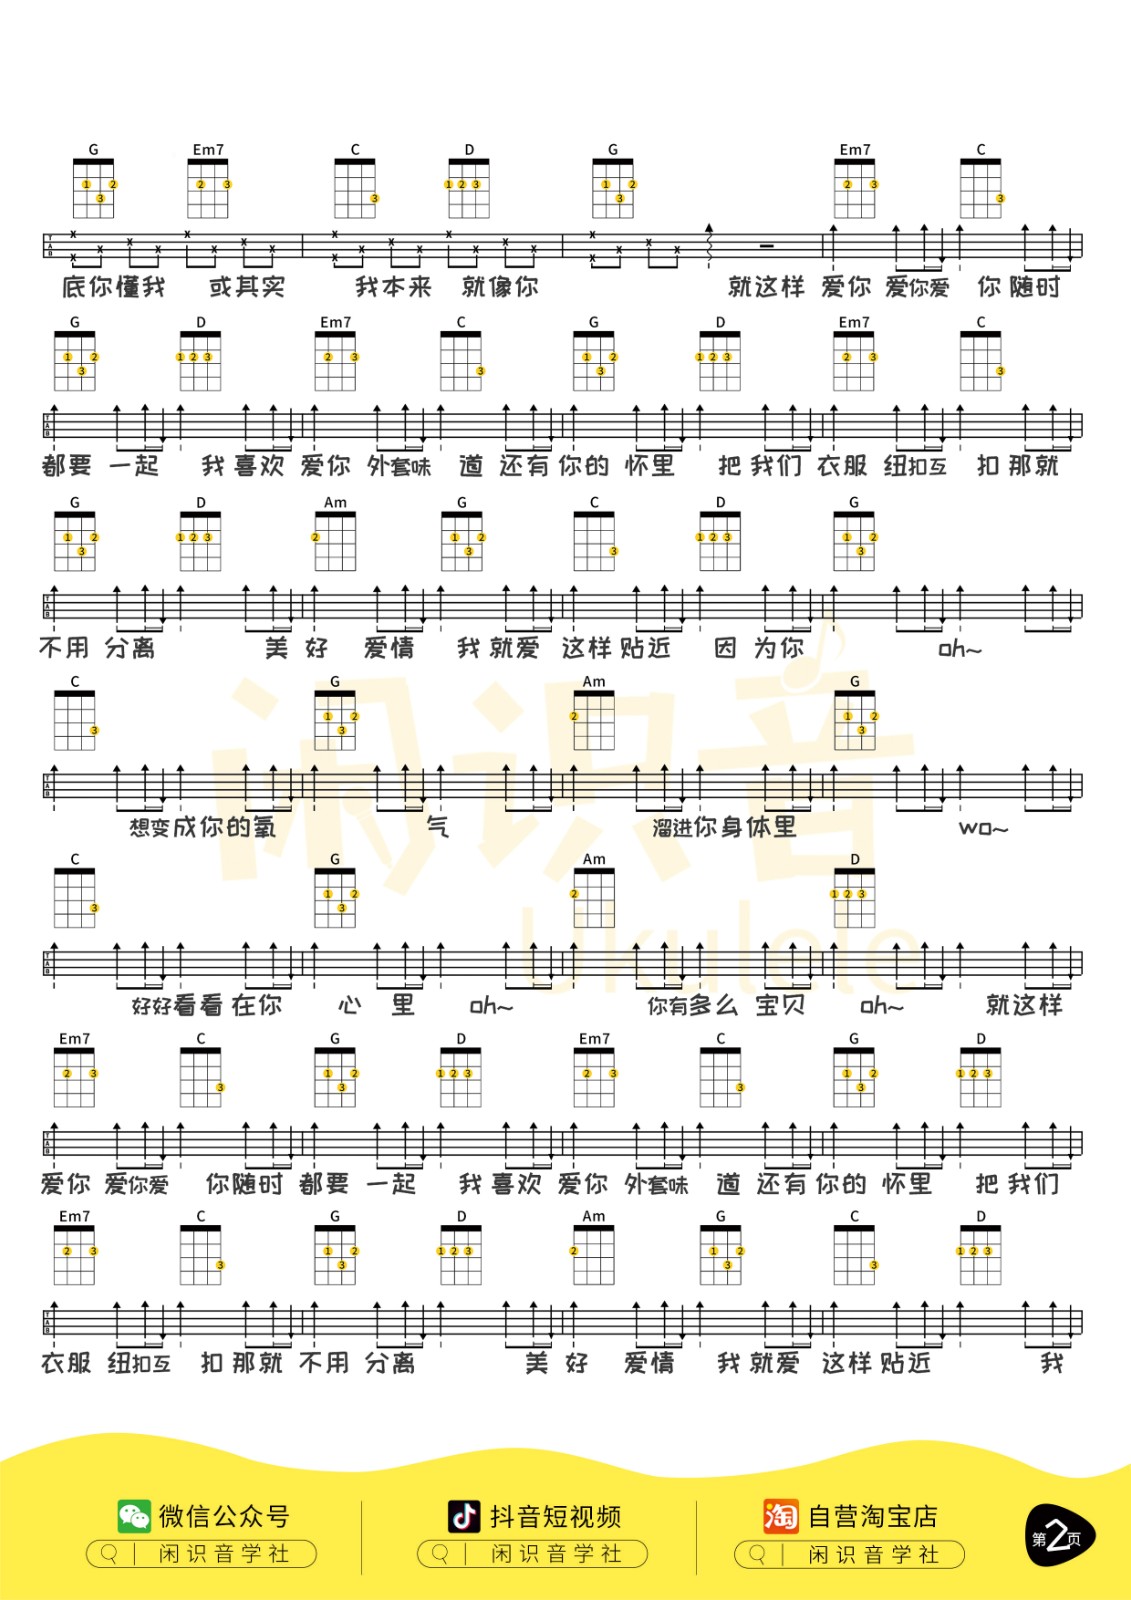 G Em7 C D G Em7 C
底你懂我 或其实 我本来 就像你 就这样 爱你 爱你爱 你随时
G D Em7 C G D Em7 C
都要 一起 我喜欢 爱你 外套味 道 还有你的 怀里 把我们 衣服 纽扣互 扣那就
G D Am G C D G
不用 分离 美好 爱情 我就爱 这样贴近 因为你 oh~
C G Am G
想变成你的氧 气 溜进你身体里 wo~
C G Am D
好好看看在你 心里 oh~ 你有多么宝贝 oh~ 就这样
Em7 C G D Em7 C G D
爱你 爱你爱 你随时 都要 一起 我喜欢 爱你 外套味 道 还有你的 怀里 把我们
Em7 C G D Am G C D
衣服 纽扣互 扣那就 不用 分离 美好 爱情 我就爱 这样贴近 我
闲识音
Ukulele
微信公众号 抖音短视频 淘 自营淘宝店
闲识音学社 闲识音学社 闲识音学社
第2页